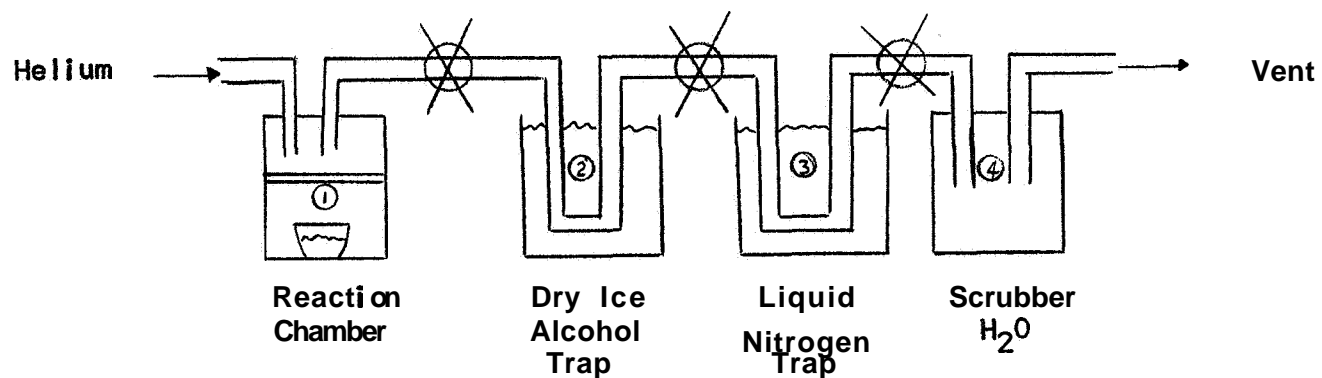 Helium
Vent
①
②
③
④
Reaction
Chamber
Dry Ice
Alcohol
Trap
Liquid
Nitrogen
Trap
Scrubber
H₂O